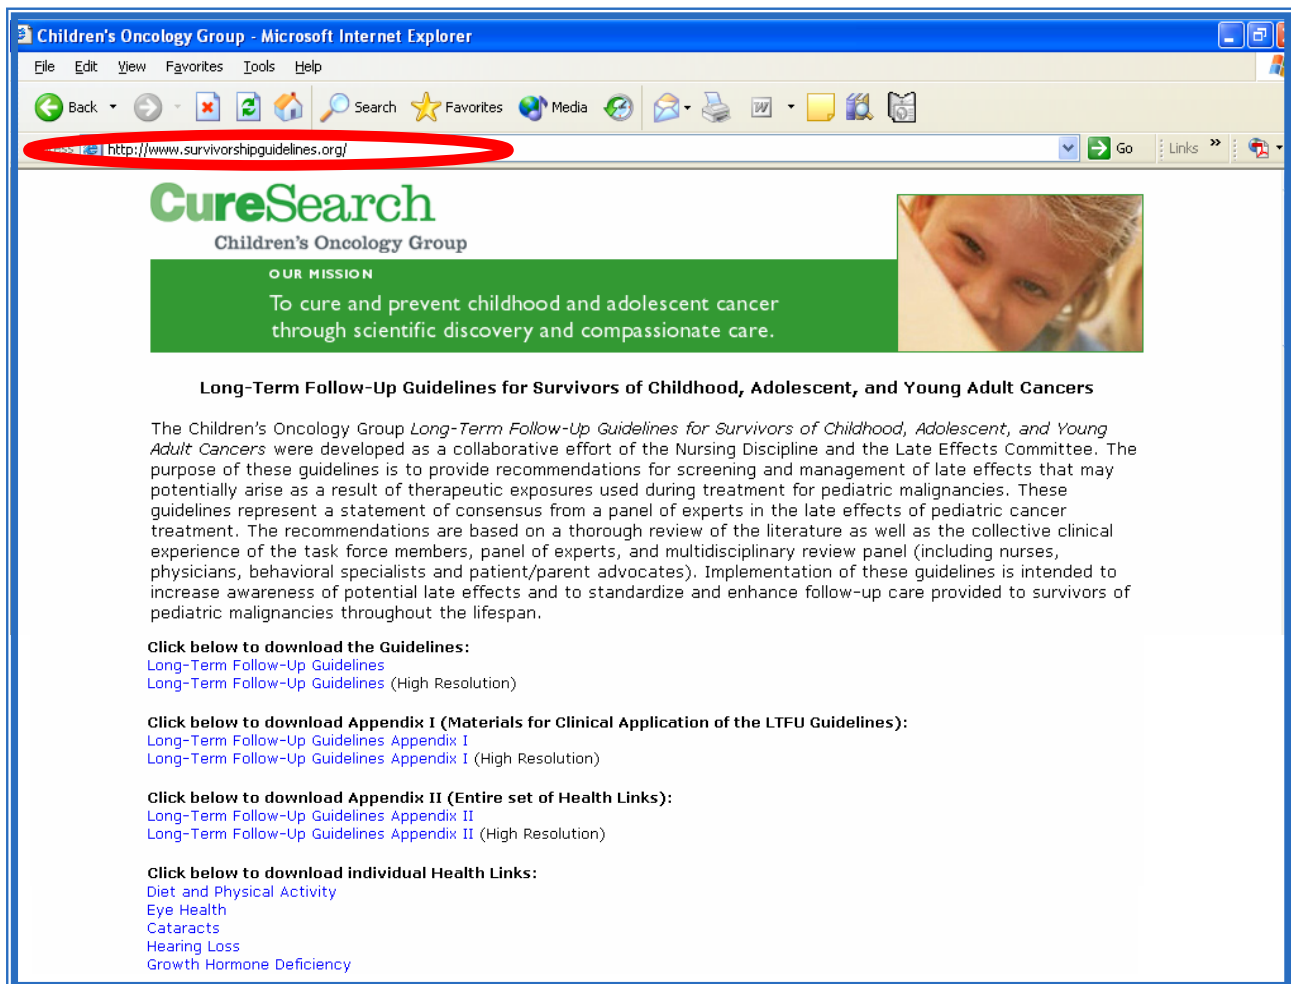 Children's Oncology Group - Microsoft Internet Explorer
File Edit View Favorites Tools Help
Back Search Favorites Media
http://www.survivorshipguidelines.org/ Go Links »
CureSearch
Children's Oncology Group
OUR MISSION
To cure and prevent childhood and adolescent cancer
through scientific discovery and compassionate care.
Long-Term Follow-Up Guidelines for Survivors of Childhood, Adolescent, and Young Adult Cancers
The Children's Oncology Group Long-Term Follow-Up Guidelines for Survivors of Childhood, Adolescent, and Young
Adult Cancers were developed as a collaborative effort of the Nursing Discipline and the Late Effects Committee. The
purpose of these guidelines is to provide recommendations for screening and management of late effects that may
potentially arise as a result of therapeutic exposures used during treatment for pediatric malignancies. These
guidelines represent a statement of consensus from a panel of experts in the late effects of pediatric cancer
treatment. The recommendations are based on a thorough review of the literature as well as the collective clinical
experience of the task force members, panel of experts, and multidisciplinary review panel (including nurses,
physicians, behavioral specialists and patient/parent advocates). Implementation of these guidelines is intended to
increase awareness of potential late effects and to standardize and enhance follow-up care provided to survivors of
pediatric malignancies throughout the lifespan.
Click below to download the Guidelines:
Long-Term Follow-Up Guidelines
Long-Term Follow-Up Guidelines (High Resolution)
Click below to download Appendix I (Materials for Clinical Application of the LTFU Guidelines):
Long-Term Follow-Up Guidelines Appendix I
Long-Term Follow-Up Guidelines Appendix I (High Resolution)
Click below to download Appendix II (Entire set of Health Links):
Long-Term Follow-Up Guidelines Appendix II
Long-Term Follow-Up Guidelines Appendix II (High Resolution)
Click below to download individual Health Links:
Diet and Physical Activity
Eye Health
Cataracts
Hearing Loss
Growth Hormone Deficiency